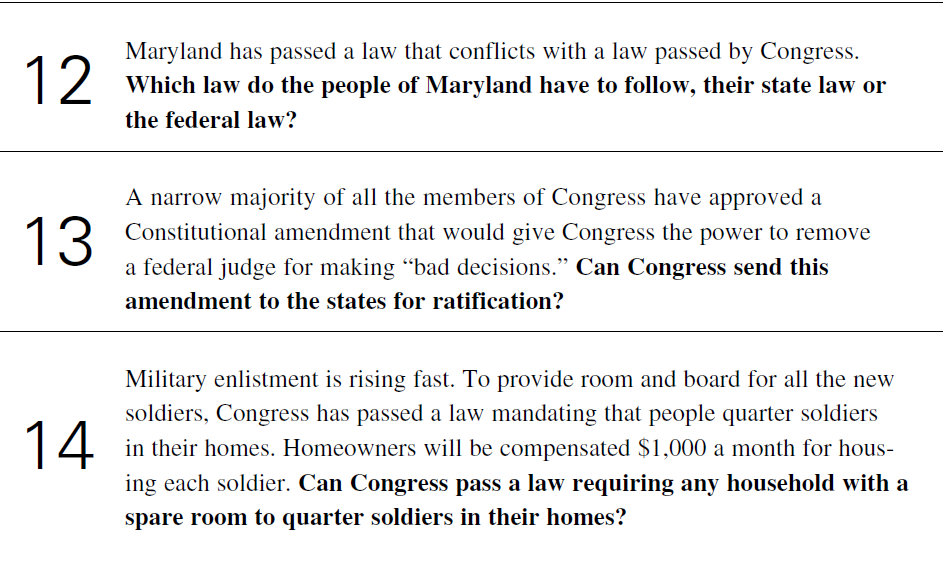 12
Maryland has passed a law that conflicts with a law passed by Congress.
Which law do the people of Maryland have to follow, their state law or
the federal law?
13
A narrow majority of all the members of Congress have approved a
Constitutional amendment that would give Congress the power to remove
a federal judge for making “bad decisions.” Can Congress send this
amendment to the states for ratification?
14
Military enlistment is rising fast. To provide room and board for all the new
soldiers, Congress has passed a law mandating that people quarter soldiers
in their homes. Homeowners will be compensated $1,000 a month for hous-
ing each soldier. Can Congress pass a law requiring any household with a
spare room to quarter soldiers in their homes?